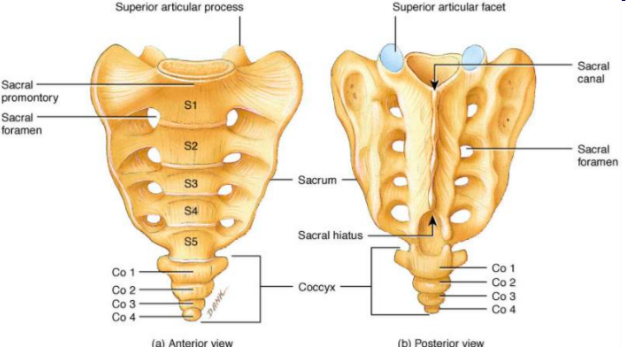 Superior articular process
Superior articular facet
Sacral
promontory
Sacral
foramen
S1
S2
S3
S4
S5
Sacrum
Sacral
canal
Sacral
foramen
Sacral hiatus
Coccyx
Co 1
Co 2
Co 3
Co 4
Co 1
Co 2
Co 3
Co 4
(a) Anterior view
(b) Posterior view